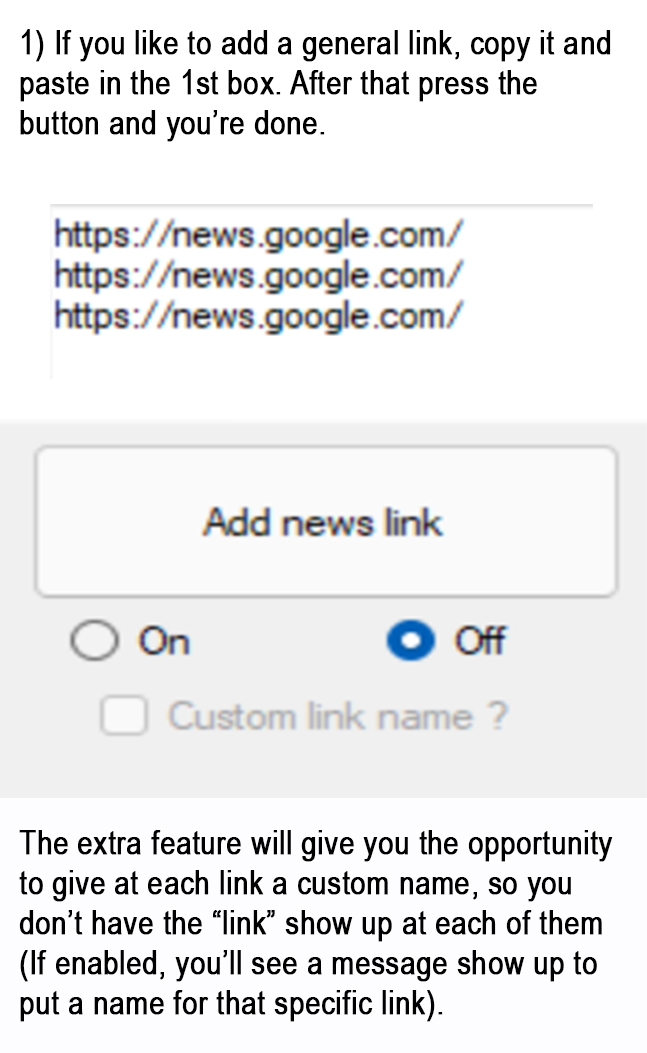 1) If you like to add a general link, copy it and
paste in the 1st box. After that press the
button and you’re done.
https://news.google.com/
https://news.google.com/
https://news.google.com/
Add news link
On Off
Custom link name ?
The extra feature will give you the opportunity
to give at each link a custom name, so you
don’t have the “link” show up at each of them
(If enabled, you’ll see a message show up to
put a name for that specific link).